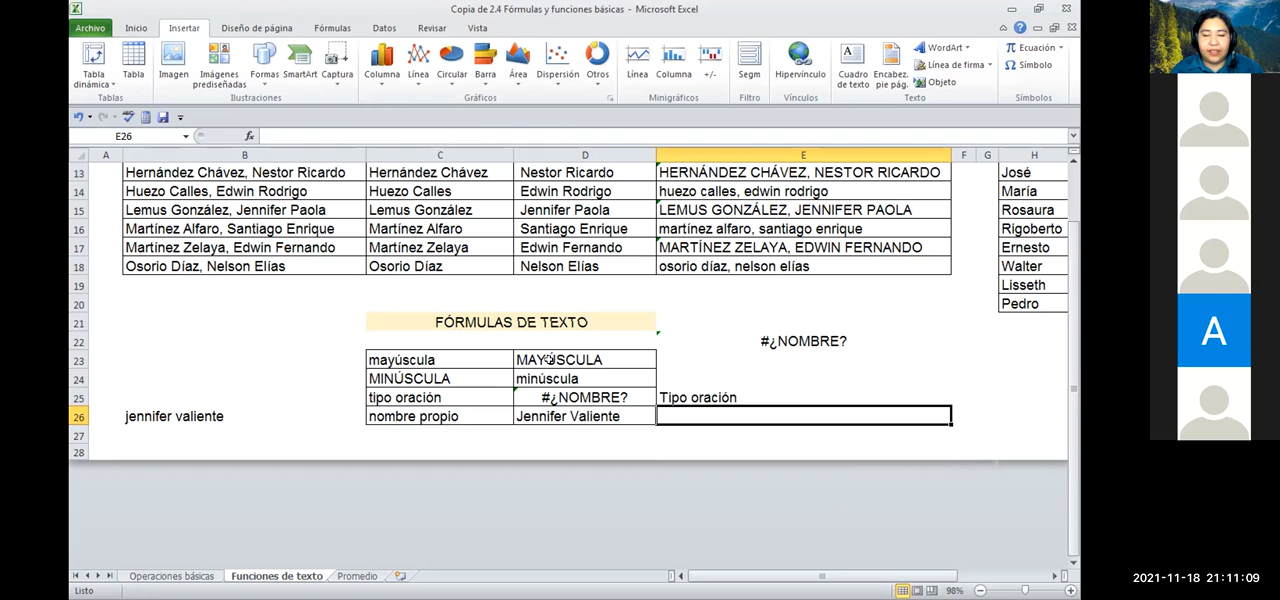 Copia de 2.4 Fórmulas y funciones básicas - Microsoft Excel
Archivo Inicio Insertar Diseño de página Fórmulas Datos Revisar Vista
Tabla dinámica Tabla Imagen Imágenes prediseñadas Formas SmartArt Captura Columna Línea Circular Barra Área Dispersión Otros Línea Columna +/- Segm Hipervínculo Cuadro de texto Encabez. pie pág. WordArt Línea de firma Objeto Ecuación Símbolo
Tablas Ilustraciones Gráficos Minigráficos Filtro Vínculos Texto Símbolos
E26 fx
A B C D E F G H
13 Hernández Chávez, Nestor Ricardo Hernández Chávez Nestor Ricardo HERNÁNDEZ CHÁVEZ, NESTOR RICARDO José
14 Huezo Calles, Edwin Rodrigo Huezo Calles Edwin Rodrigo huezo calles, edwin rodrigo María
15 Lemus González, Jennifer Paola Lemus González Jennifer Paola LEMUS GONZÁLEZ, JENNIFER PAOLA Rosaura
16 Martínez Alfaro, Santiago Enrique Martínez Alfaro Santiago Enrique martínez alfaro, santiago enrique Rigoberto
17 Martínez Zelaya, Edwin Fernando Martínez Zelaya Edwin Fernando MARTÍNEZ ZELAYA, EDWIN FERNANDO Ernesto
18 Osorio Díaz, Nelson Elías Osorio Díaz Nelson Elías osorio díaz, nelson elías Walter
19 Lisseth
20 Pedro
21 FÓRMULAS DE TEXTO
22 #¿NOMBRE?
23 mayúscula MAYÚSCULA
24 MINÚSCULA minúscula
25 tipo oración #¿NOMBRE? Tipo oración
26 jennifer valiente nombre propio Jennifer Valiente
27
28
Operaciones básicas Funciones de texto Promedio
Listo 98%
A
2021-11-18 21:11:09